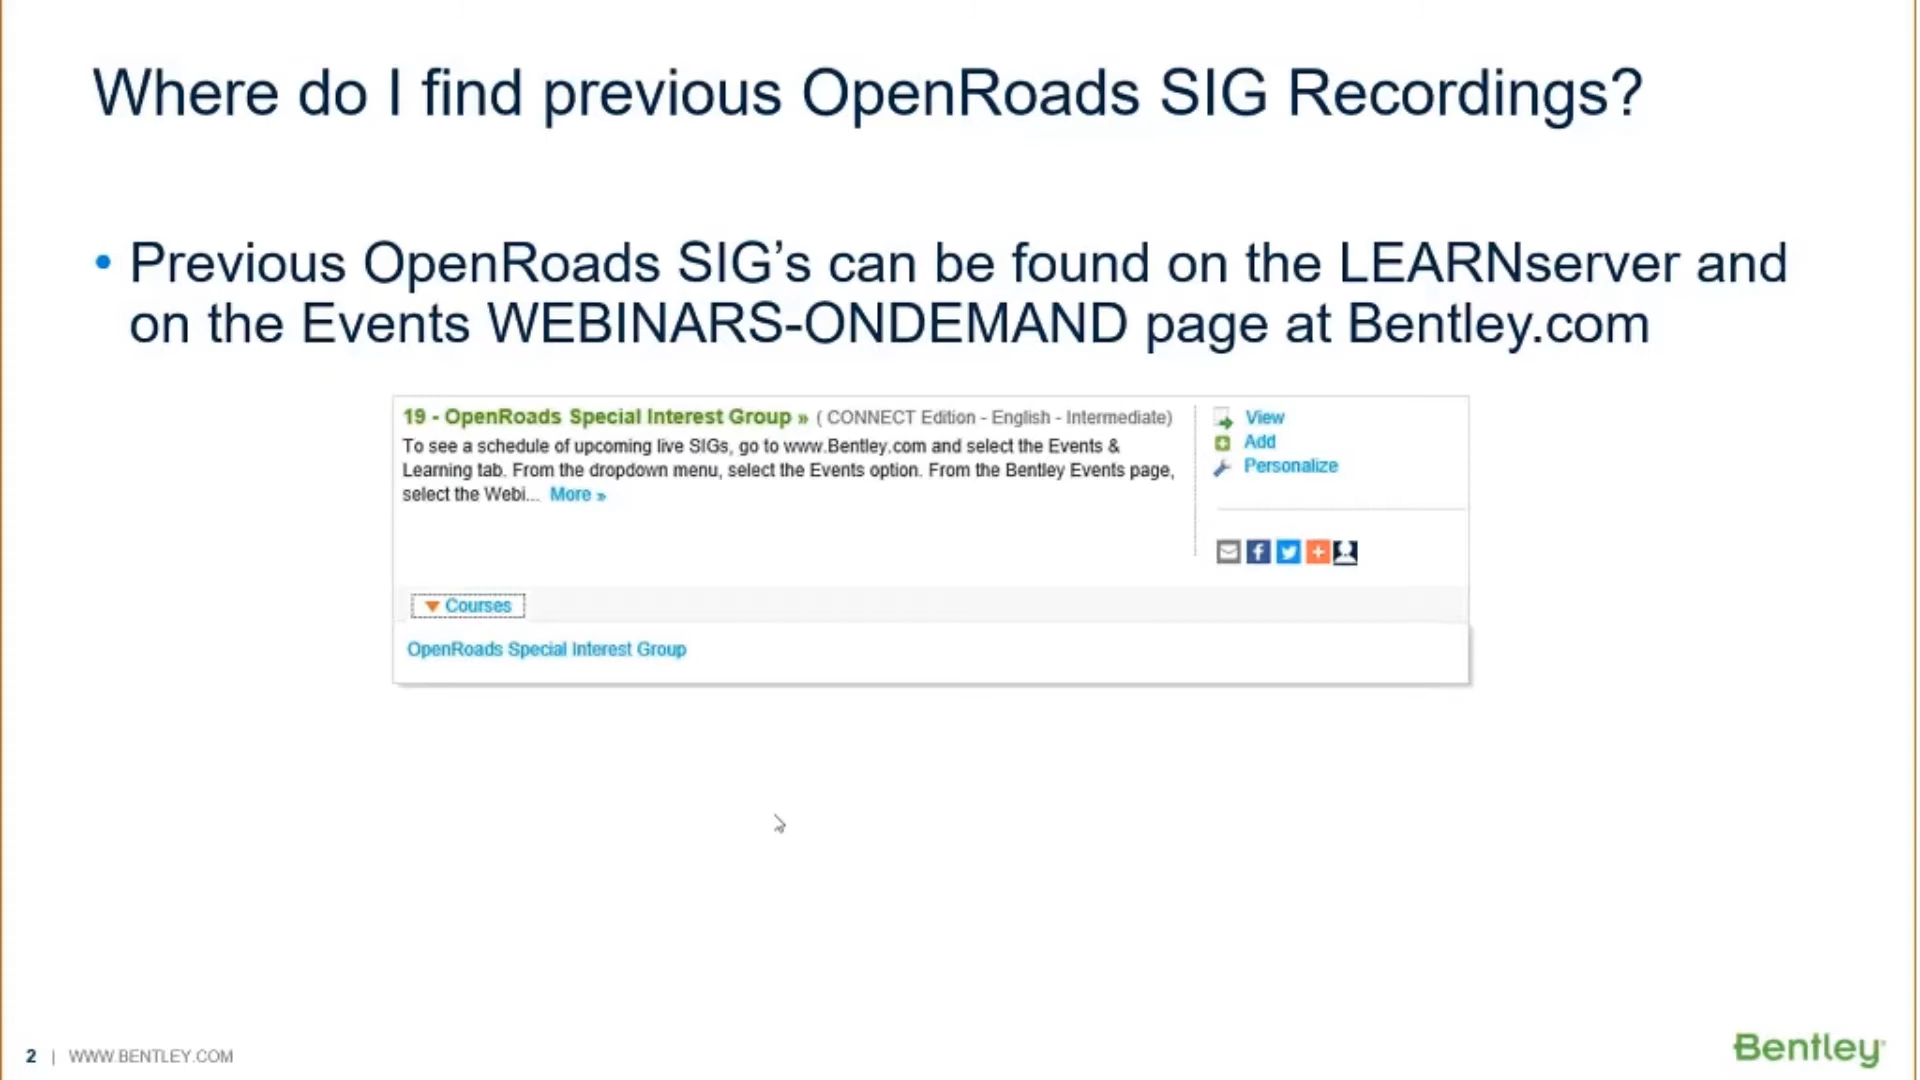 Where do I find previous OpenRoads SIG Recordings?
• Previous OpenRoads SIG’s can be found on the LEARNserver and
on the Events WEBINARS-ONDEMAND page at Bentley.com
19 - OpenRoads Special Interest Group » ( CONNECT Edition - English - Intermediate)
To see a schedule of upcoming live SIGs, go to www.Bentley.com and select the Events &
Learning tab. From the dropdown menu, select the Events option. From the Bentley Events page,
select the Webi... More »
View
Add
Personalize
Courses
OpenRoads Special Interest Group
2 | WWW.BENTLEY.COM
Bentley